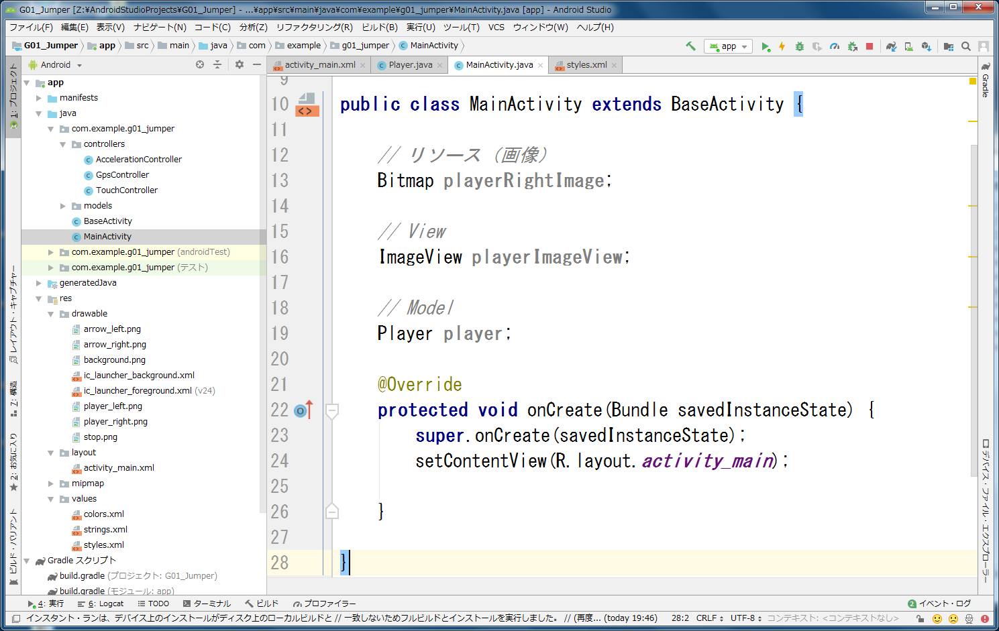 G01_Jumper [Z:¥AndroidStudioProjects¥G01_Jumper] - ...¥app¥src¥main¥java¥com¥example¥g01_jumper¥MainActivity.java [app] - Android Studio
ファイル(F) 編集(E) 表示(V) ナビゲート(N) コード(C) 分析(Z) リファクタリング(R) ビルド(B) 実行(U) ツール(T) VCS ウィンドウ(W) ヘルプ(H)
G01_Jumper app src main java com example g01_jumper MainActivity app
Android activity_main.xml Player.java MainActivity.java styles.xml
1: プロジェクト
レイアウト・キャプチャー
Z: 構造
2: お気に入り
ビルド・バリアント
app
manifests
java
com.example.g01_jumper
controllers
AccelerationController
GpsController
TouchController
models
BaseActivity
MainActivity
com.example.g01_jumper (androidTest)
com.example.g01_jumper (テスト)
generatedJava
res
drawable
arrow_left.png
arrow_right.png
background.png
ic_launcher_background.xml
ic_launcher_foreground.xml (v24)
player_left.png
player_right.png
stop.png
layout
activity_main.xml
mipmap
values
colors.xml
strings.xml
styles.xml
Gradle スクリプト
build.gradle (プロジェクト: G01_Jumper)
build.gradle (モジュール: app)
9
10 public class MainActivity extends BaseActivity {
11
12 // リソース（画像）
13 Bitmap playerRightImage;
14
15 // View
16 ImageView playerImageView;
17
18 // Model
19 Player player;
20
21 @Override
22 protected void onCreate(Bundle savedInstanceState) {
23 super.onCreate(savedInstanceState);
24 setContentView(R.layout.activity_main);
25
26 }
27
28 }
Gradle
デバイス・ファイル・エクスプローラー
4: 実行 6: Logcat TODO ターミナル ビルド プロファイラー 2 イベント・ログ
インスタント・ランは、デバイス上のインストールがディスク上のローカルビルドと // 一致しないためフルビルドとインストールを実行しました。 // (再度... (today 19:46) 28:2 CRLF UTF-8 コンテキスト: <コンテキストなし>